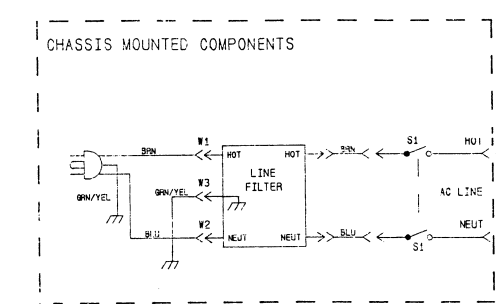 CHASSIS MOUNTED COMPONENTS
BRN
W1
HOT
HOT
BRN
S1
HOT
LINE
FILTER
GRN/YEL
GRN/YEL
W3
AC LINE
BLU
W2
NEUT
NEUT
BLU
S1
NEUT